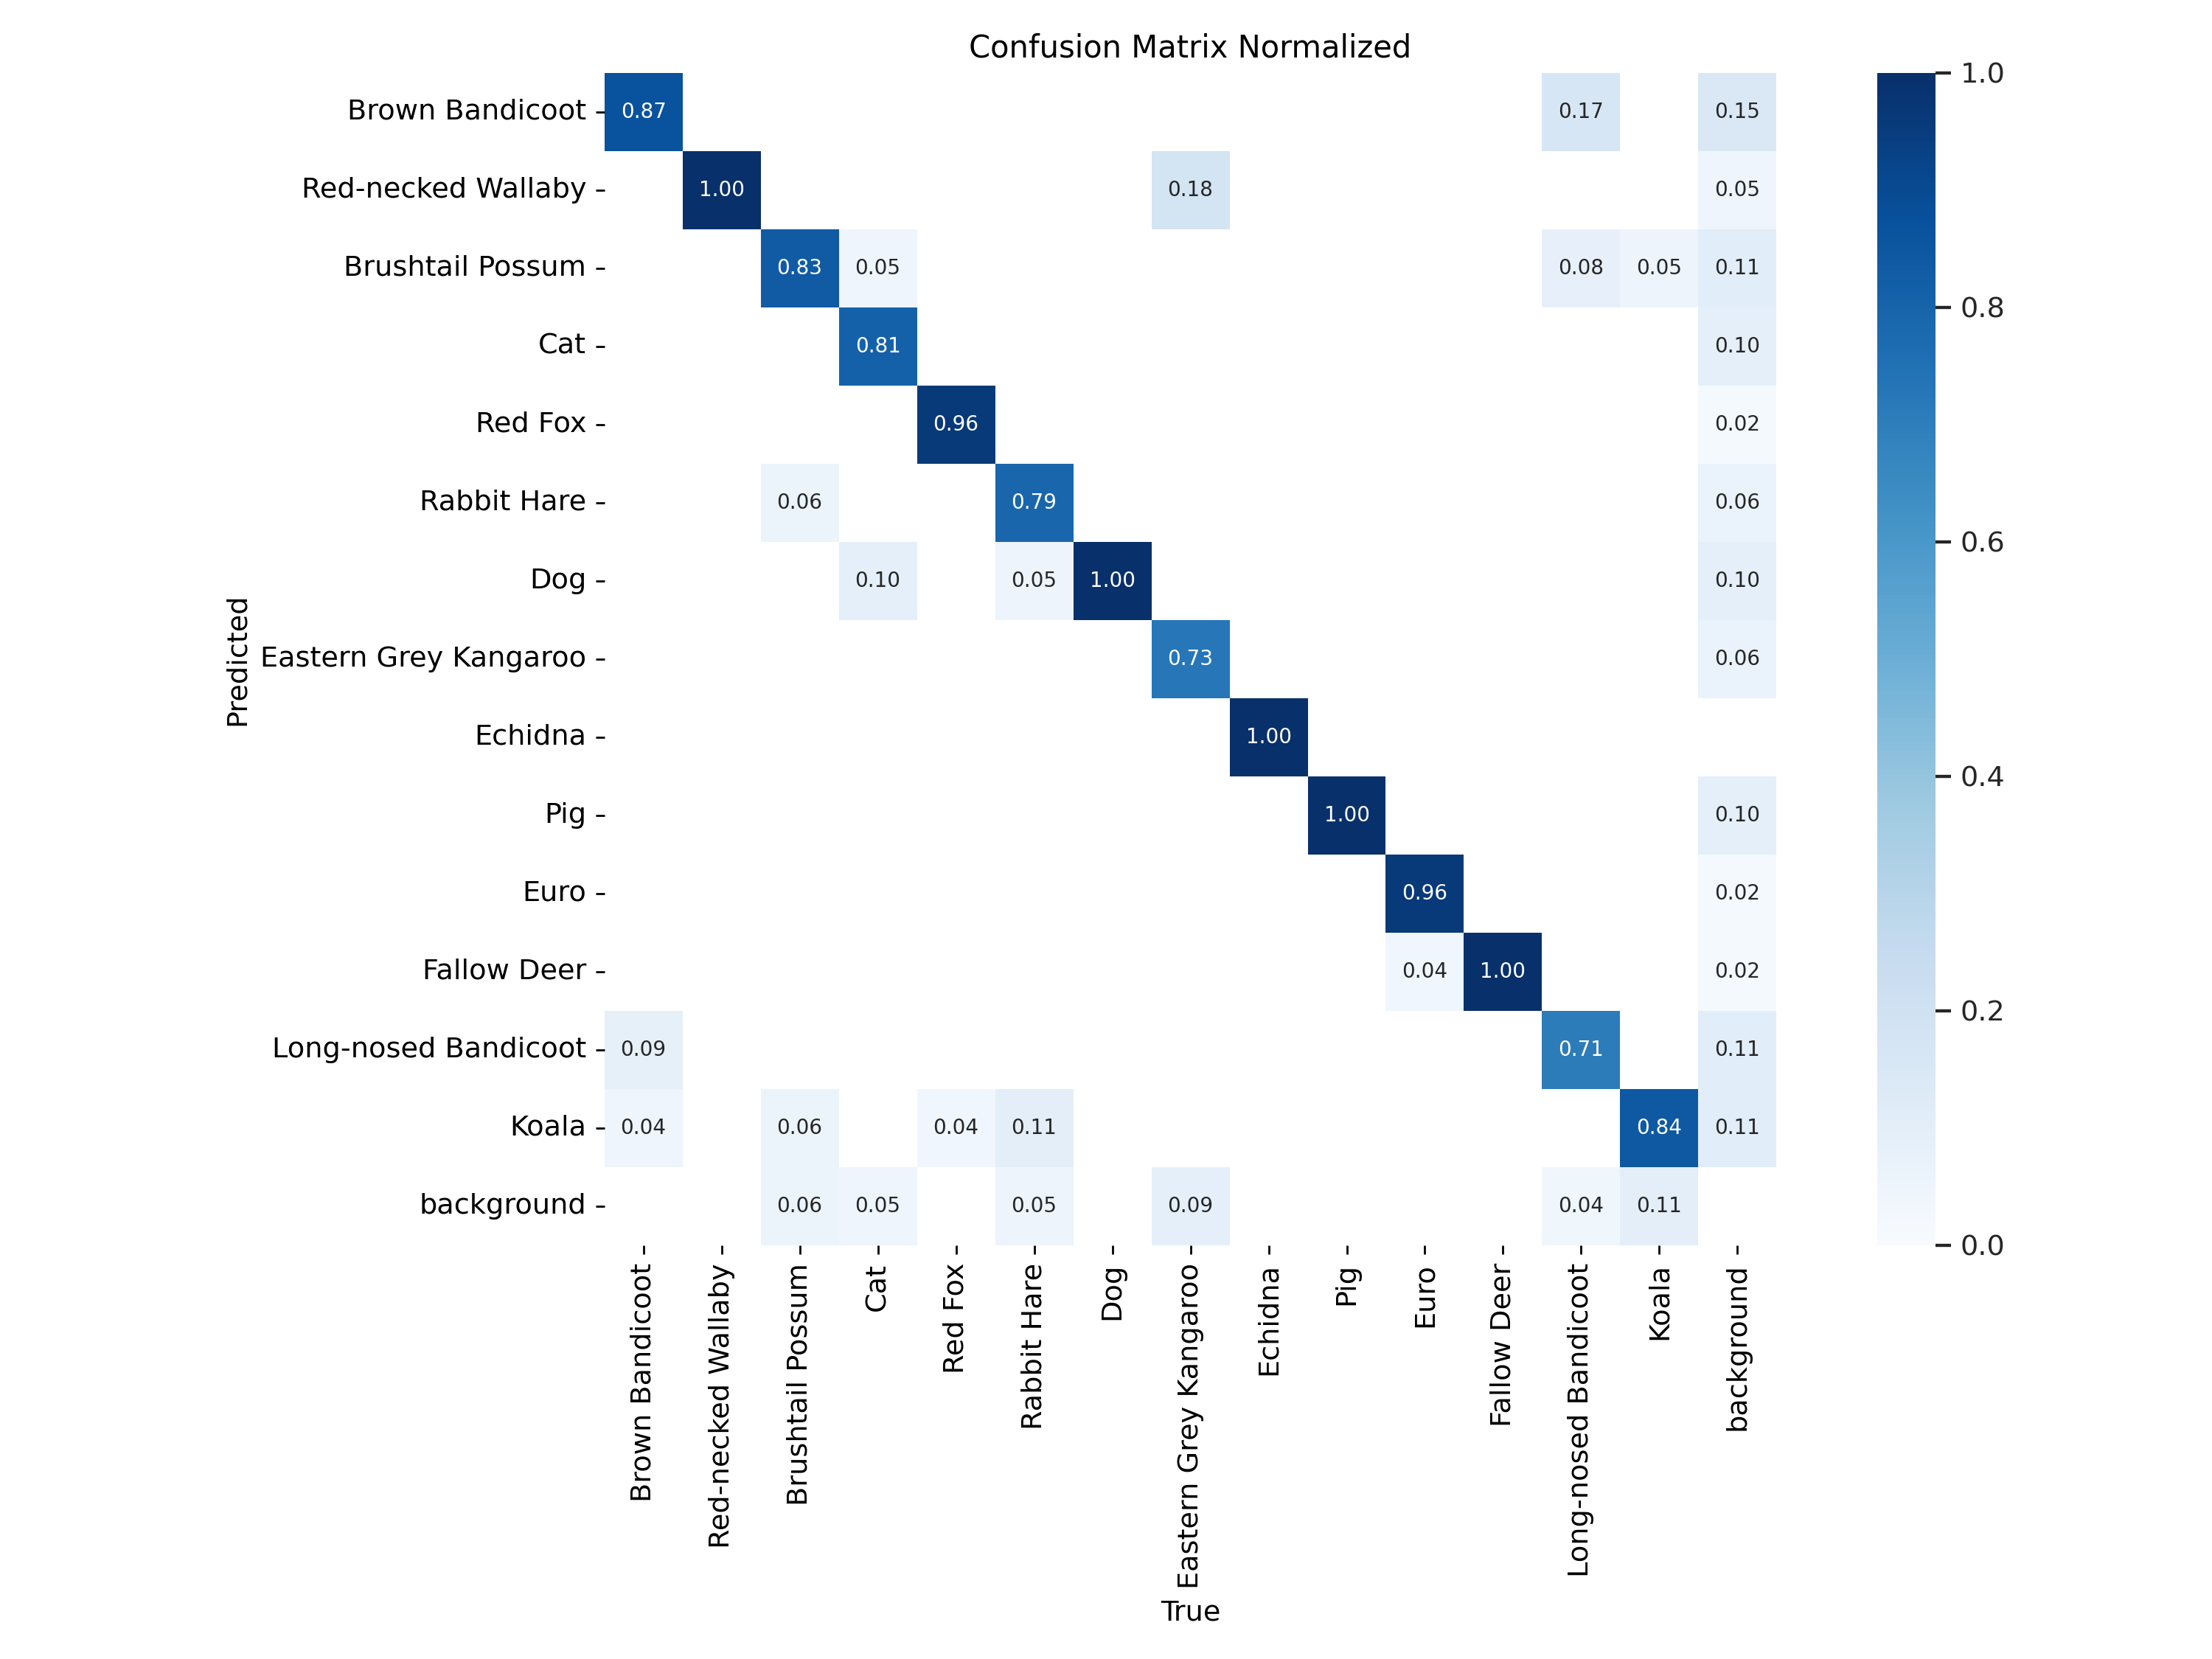 Confusion Matrix Normalized
Brown Bandicoot 0.87 0.17 0.15
Red-necked Wallaby 1.00 0.18 0.05
Brushtail Possum 0.83 0.05 0.08 0.05 0.11
Cat 0.81 0.10
Red Fox 0.96 0.02
Rabbit Hare 0.06 0.79 0.06
Dog 0.10 0.05 1.00 0.10
Eastern Grey Kangaroo 0.73 0.06
Echidna 1.00
Pig 1.00 0.10
Euro 0.96 0.02
Fallow Deer 0.04 1.00 0.02
Long-nosed Bandicoot 0.09 0.71 0.11
Koala 0.04 0.06 0.04 0.11 0.84 0.11
background 0.06 0.05 0.05 0.09 0.04 0.11
Predicted
Brown Bandicoot
Red-necked Wallaby
Brushtail Possum
Cat
Red Fox
Rabbit Hare
Dog
Eastern Grey Kangaroo
Echidna
Pig
Euro
Fallow Deer
Long-nosed Bandicoot
Koala
background
True
1.0
0.8
0.6
0.4
0.2
0.0